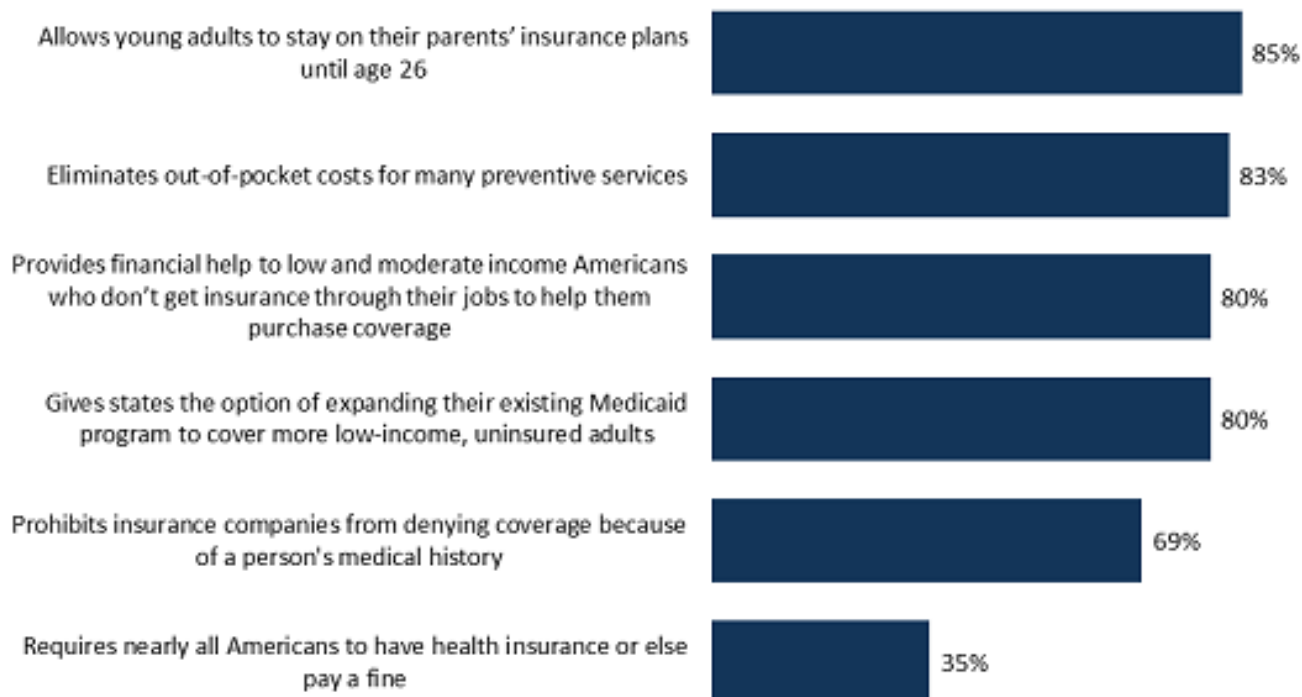 Allows young adults to stay on their parents' insurance plans
until age 26
85%
Eliminates out-of-pocket costs for many preventive services
83%
Provides financial help to low and moderate income Americans
who don't get insurance through their jobs to help them
purchase coverage
80%
Gives states the option of expanding their existing Medicaid
program to cover more low-income, uninsured adults
80%
Prohibits insurance companies from denying coverage because
of a person's medical history
69%
Requires nearly all Americans to have health insurance or else
pay a fine
35%